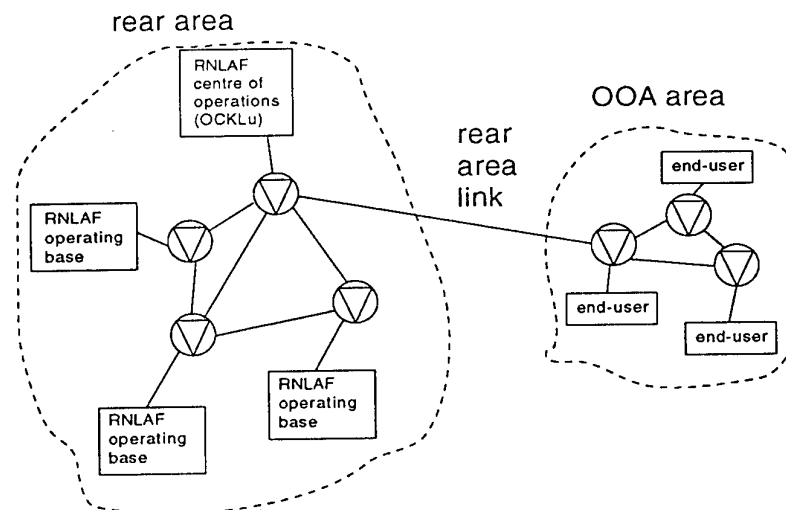 rear area
RNLAF
centre of
operations
(OCKLu)
OOA area
rear
area
link
end-user
RNLAF
operating
base
end-user
end-user
RNLAF
operating
base
RNLAF
operating
base